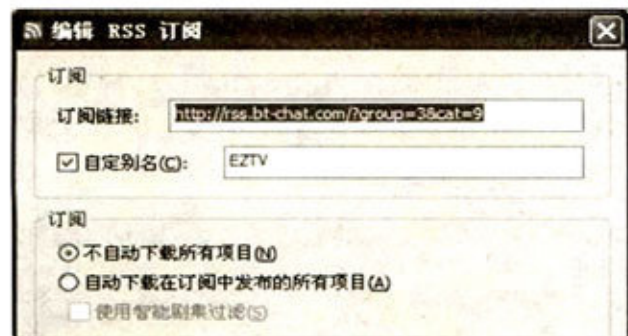 编辑 RSS 订阅
订阅
订阅链接: http://rss.bt-chat.com/?group=3&cat=9
自定别名(C): EZTV
订阅
不自动下载所有项目(N)
自动下载在订阅中发布的所有项目(A)
使用智能剧集过滤(S)